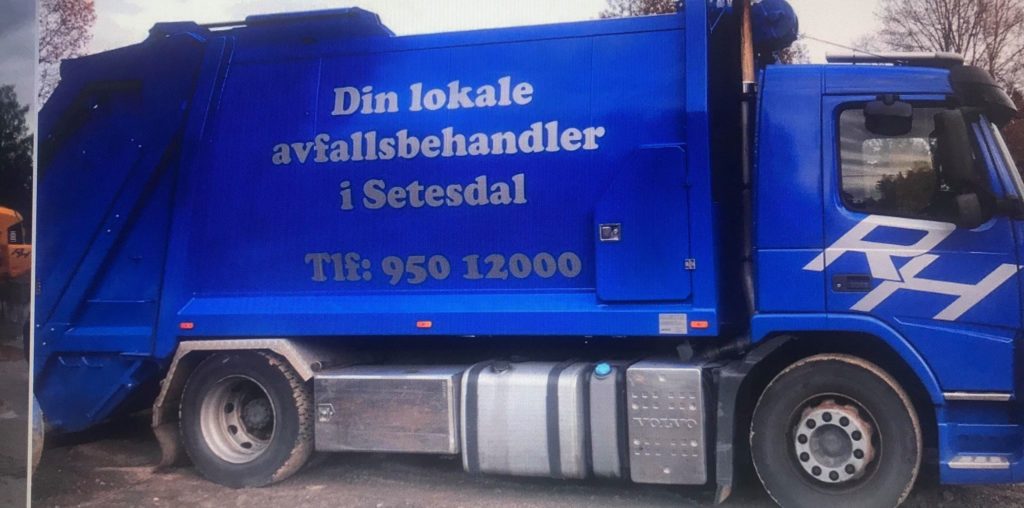 Din lokale
avfallsbehandler
i Setesdal
Tlf: 950 12000
RH
VOLVO